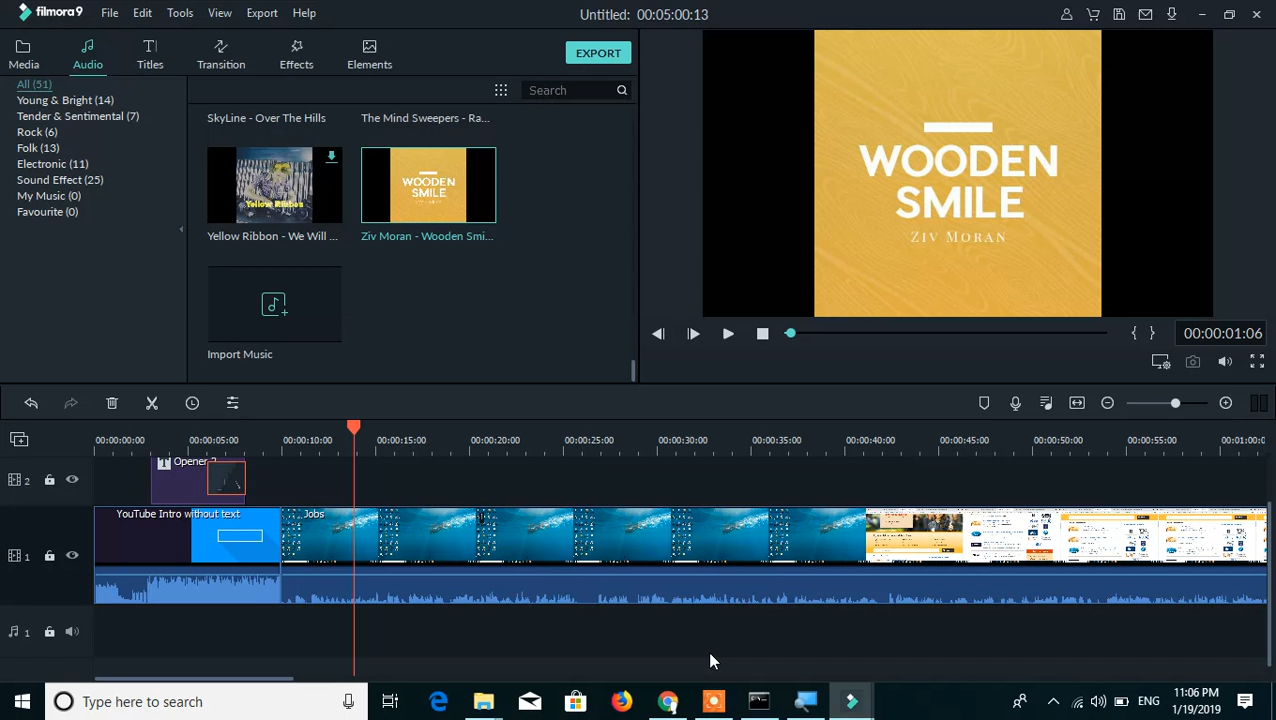 filmora9 File Edit Tools View Export Help Untitled: 00:05:00:13
Media Audio Titles Transition Effects Elements EXPORT
All (51)
Young & Bright (14)
Tender & Sentimental (7)
Rock (6)
Folk (13)
Electronic (11)
Sound Effect (25)
My Music (0)
Favourite (0)
Search
SkyLine - Over The Hills The Mind Sweepers - Ra...
Yellow Ribbon
WOODEN
SMILE
Yellow Ribbon - We Will ... Ziv Moran - Wooden Smi...
Import Music
WOODEN
SMILE
ZIV MORAN
00:00:01:06
00:00:00:00 00:00:05:00 00:00:10:00 00:00:15:00 00:00:20:00 00:00:25:00 00:00:30:00 00:00:35:00 00:00:40:00 00:00:45:00 00:00:50:00 00:00:55:00 00:01:00:0
2 Opener 2
YouTube Intro without text Jobs
1
1
Type here to search
ENG
11:06 PM
1/19/2019